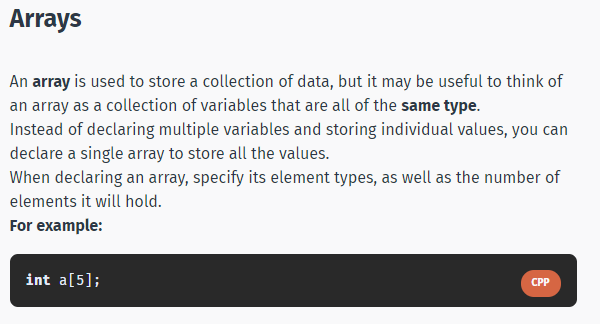 Arrays
An array is used to store a collection of data, but it may be useful to think of
an array as a collection of variables that are all of the same type.
Instead of declaring multiple variables and storing individual values, you can
declare a single array to store all the values.
When declaring an array, specify its element types, as well as the number of
elements it will hold.
For example:
int a[5];
CPP